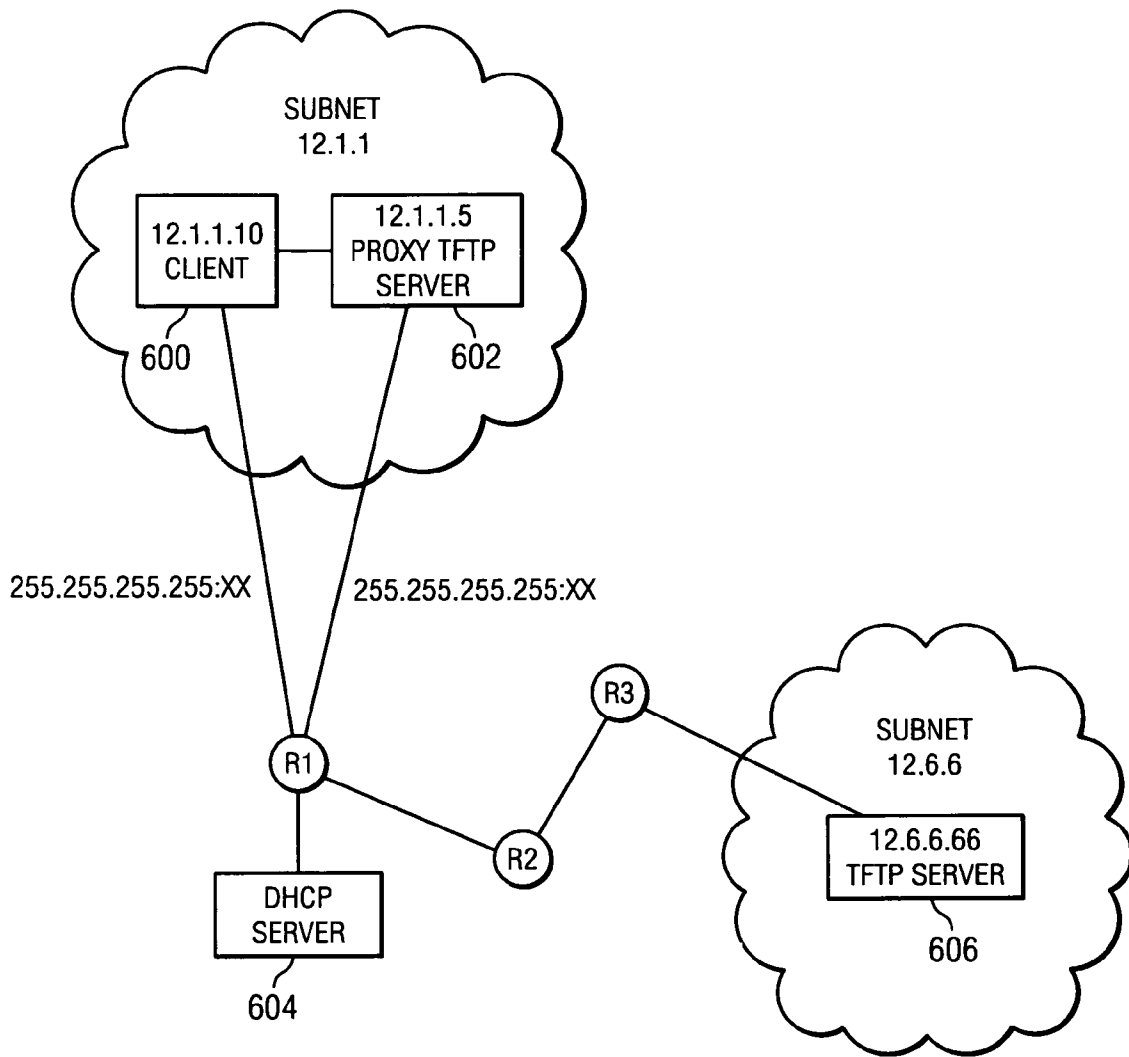 SUBNET
12.1.1
12.1.1.10
CLIENT
12.1.1.5
PROXY TFTP
SERVER
600
602
255.255.255.255:XX
255.255.255.255:XX
R1
R2
R3
DHCP
SERVER
604
SUBNET
12.6.6
12.6.6.66
TFTP SERVER
606